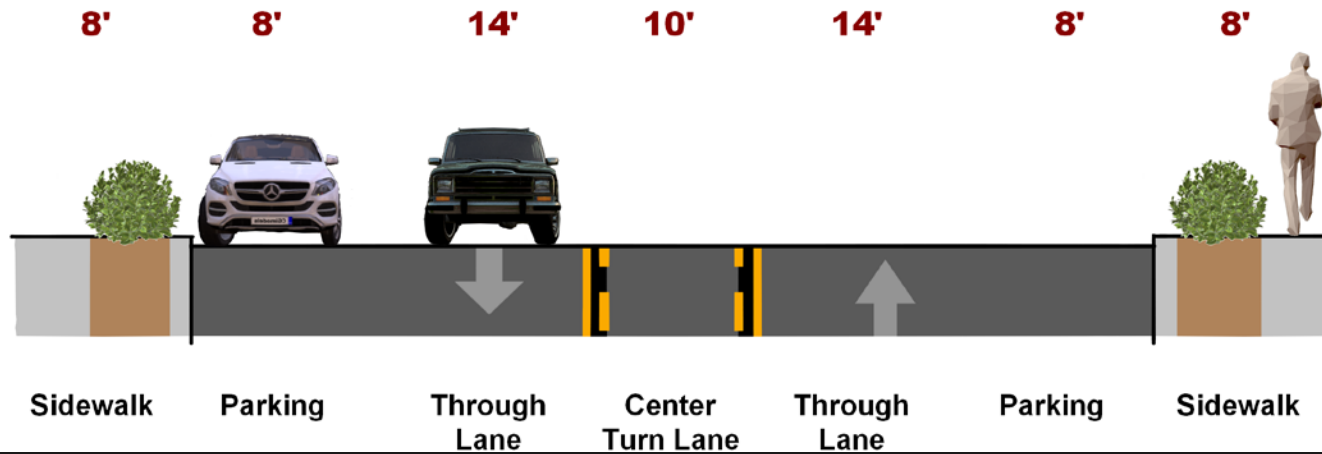 8' 8' 14' 10' 14' 8' 8'
Sidewalk Parking Through Center Through Parking Sidewalk
Lane Turn Lane Lane